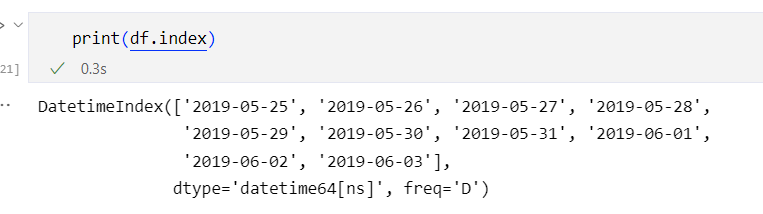 print(df.index)
21]
0.3s
DatetimeIndex(['2019-05-25', '2019-05-26', '2019-05-27', '2019-05-28',
'2019-05-29', '2019-05-30', '2019-05-31', '2019-06-01',
'2019-06-02', '2019-06-03'],
dtype='datetime64[ns]', freq='D')